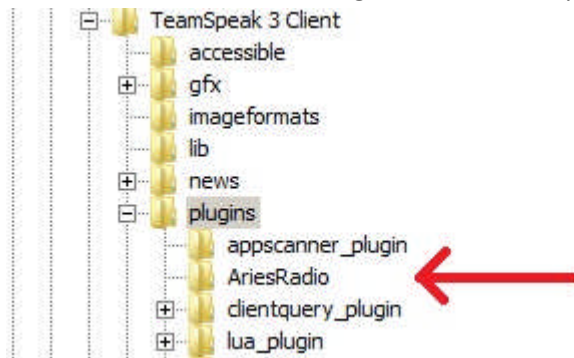 TeamSpeak 3 Client
accessible
gfx
imageformats
lib
news
plugins
appscanner_plugin
AriesRadio
clientquery_plugin
lua_plugin